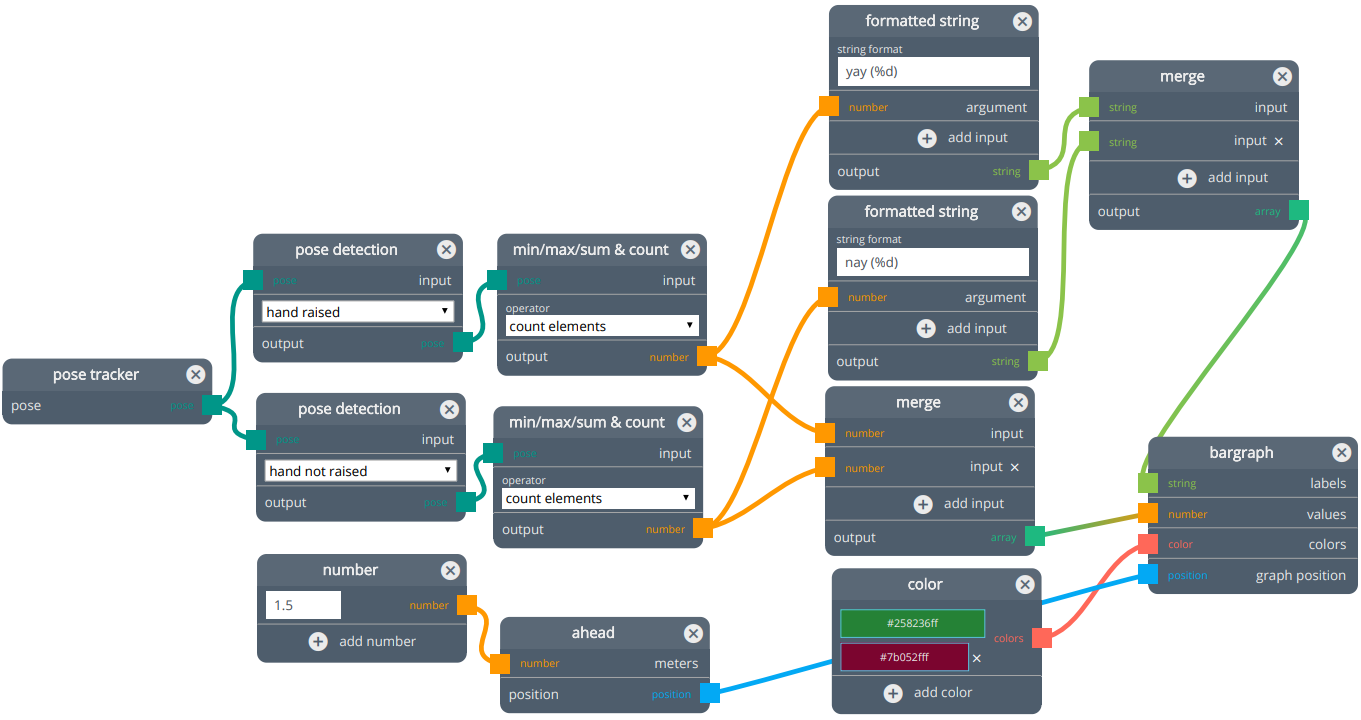 formatted string
string format
yay (%d)
number argument
add input
output string
merge
string input
string input ×
add input
output array
formatted string
string format
nay (%d)
number argument
add input
output string
pose detection
pose input
hand raised
output pose
min/max/sum & count
pose input
operator
count elements
output number
pose tracker
pose pose
pose detection
pose input
hand not raised
output pose
min/max/sum & count
pose input
operator
count elements
output number
merge
number input
number input ×
add input
output array
bargraph
string labels
number values
color colors
position graph position
number
1.5 number
add number
ahead
number meters
position position
color
#258236ff
colors
#7b052fff ×
add color